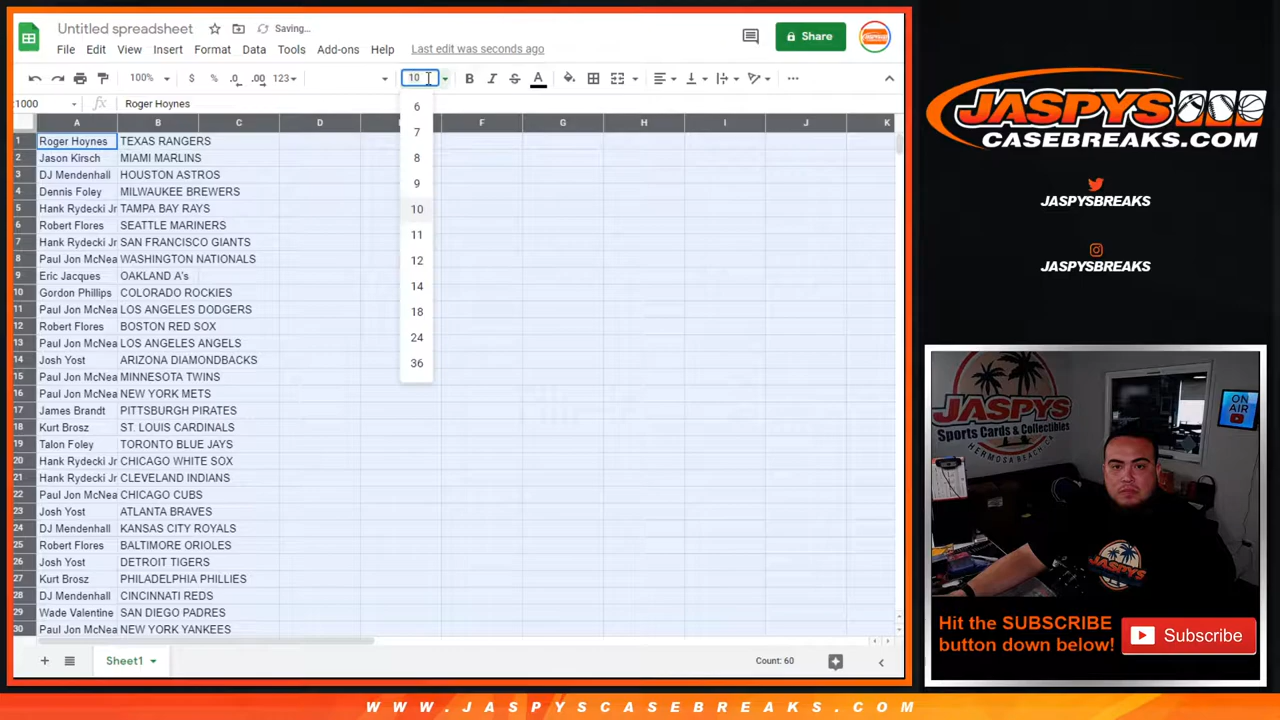 Untitled spreadsheet
Saving...
File Edit View Insert Format Data Tools Add-ons Help Last edit was seconds ago
Share
100% $ % .0 .00 123 10 B I S A
:1000 fx Roger Hoynes
A B C D F G H I J K
1 Roger Hoynes TEXAS RANGERS
2 Jason Kirsch MIAMI MARLINS
3 DJ Mendenhall HOUSTON ASTROS
4 Dennis Foley MILWAUKEE BREWERS
5 Hank Rydecki Jr TAMPA BAY RAYS
6 Robert Flores SEATTLE MARINERS
7 Hank Rydecki Jr SAN FRANCISCO GIANTS
8 Paul Jon McNea WASHINGTON NATIONALS
9 Eric Jacques OAKLAND A's
10 Gordon Phillips COLORADO ROCKIES
11 Paul Jon McNea LOS ANGELES DODGERS
12 Robert Flores BOSTON RED SOX
13 Paul Jon McNea LOS ANGELES ANGELS
14 Josh Yost ARIZONA DIAMONDBACKS
15 Paul Jon McNea MINNESOTA TWINS
16 Paul Jon McNea NEW YORK METS
17 James Brandt PITTSBURGH PIRATES
18 Kurt Brosz ST. LOUIS CARDINALS
19 Talon Foley TORONTO BLUE JAYS
20 Hank Rydecki Jr CHICAGO WHITE SOX
21 Hank Rydecki Jr CLEVELAND INDIANS
22 Paul Jon McNea CHICAGO CUBS
23 Josh Yost ATLANTA BRAVES
24 DJ Mendenhall KANSAS CITY ROYALS
25 Robert Flores BALTIMORE ORIOLES
26 Josh Yost DETROIT TIGERS
27 Kurt Brosz PHILADELPHIA PHILLIES
28 DJ Mendenhall CINCINNATI REDS
29 Wade Valentine SAN DIEGO PADRES
30 Paul Jon McNea NEW YORK YANKEES
6
7
8
9
10
11
12
14
18
24
36
Sheet1
Count: 60
JASPYS
CASEBREAKS.COM
JASPYSBREAKS
JASPYSBREAKS
JASPYS
Sports Cards & Collectibles
HERMOSA BEACH
ON AIR
Hit the SUBSCRIBE
button down below!
Subscribe
WWW.JASPYSCASEBREAKS.COM